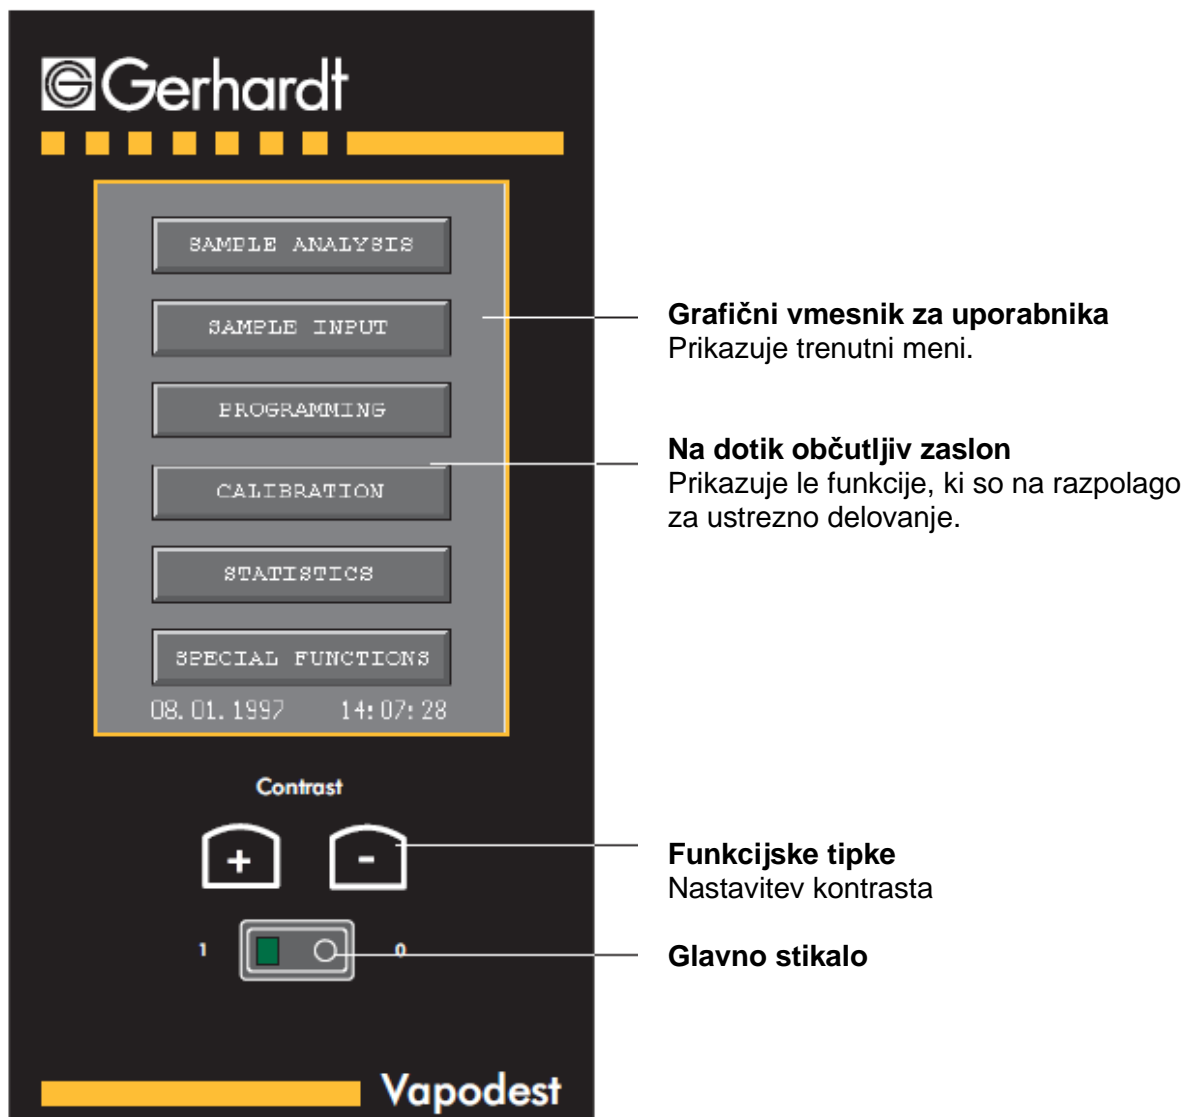 Gerhardt
SAMPLE ANALYSIS
SAMPLE INPUT
PROGRAMMING
CALIBRATION
STATISTICS
SPECIAL FUNCTIONS
08.01.1997 14:07:28
Contrast
+ -
1 0
Vapodest
Grafični vmesnik za uporabnika
Prikazuje trenutni meni.
Na dotik občutljiv zaslon
Prikazuje le funkcije, ki so na razpolago
za ustrezno delovanje.
Funkcijske tipke
Nastavitev kontrasta
Glavno stikalo